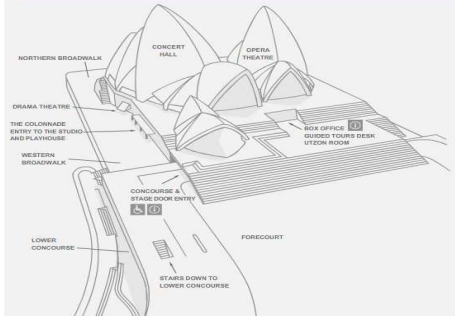 NORTHERN BROADWALK
CONCERT
HALL
OPERA
THEATRE
DRAMA THEATRE
THE COLONNADE
ENTRY TO THE STUDIO
AND PLAYHOUSE
WESTERN
BROADWALK
BOX OFFICE
GUIDED TOURS DESK
UTZON ROOM
CONCOURSE &
STAGE DOOR ENTRY
LOWER
CONCOURSE
FORECOURT
STAIRS DOWN TO
LOWER CONCOURSE